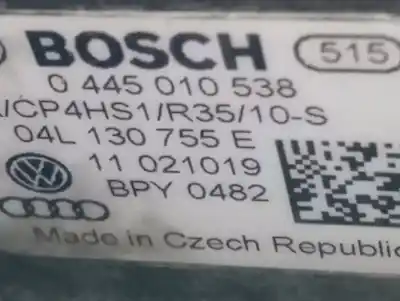 BOSCH 515
0 445 010 538
/CP4HS1/R35/10-S
04L 130 755 E
11 021019
BPY 0482
Made in Czech Republic